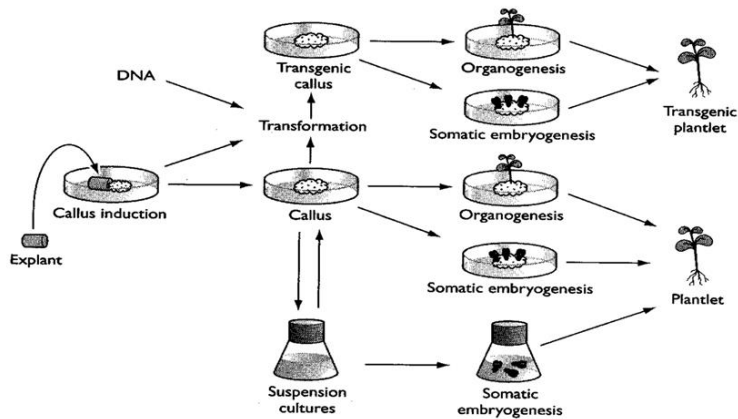 DNA
Transgenic
callus
Organogenesis
Transformation
Somatic embryogenesis
Transgenic
plantlet
Callus induction
Callus
Organogenesis
Explant
Somatic embryogenesis
Plantlet
Suspension
cultures
Somatic
embryogenesis